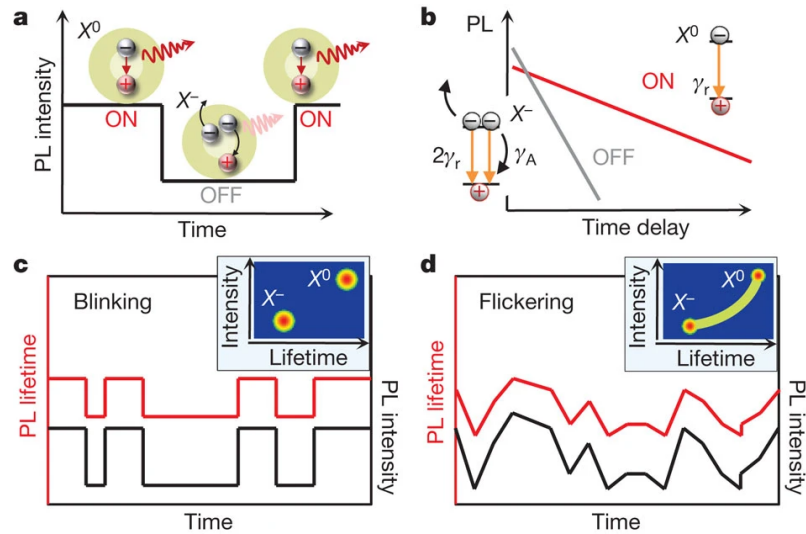 a
X⁰
X⁻
ON
ON
OFF
PL intensity
Time
b
PL
X⁰
ON
γr
X⁻
2γr
γA
OFF
Time delay
c
Blinking
Intensity
X⁰
X⁻
Lifetime
PL lifetime
PL intensity
Time
d
Flickering
Intensity
X⁰
X⁻
Lifetime
PL lifetime
PL intensity
Time